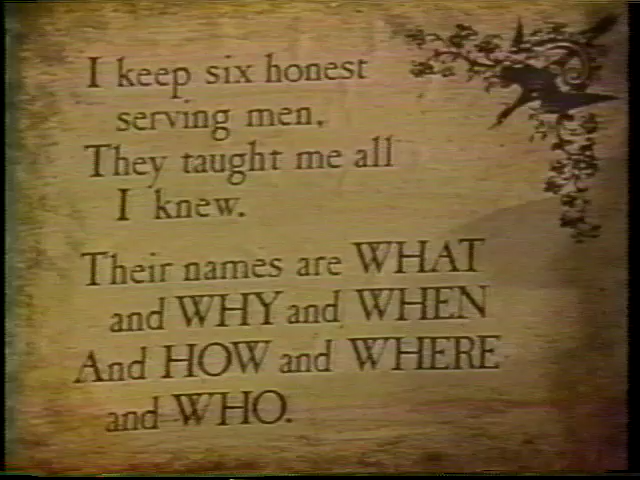 I keep six honest
serving men,
They taught me all
I knew.
Their names are WHAT
and WHY and WHEN
And HOW and WHERE
and WHO.